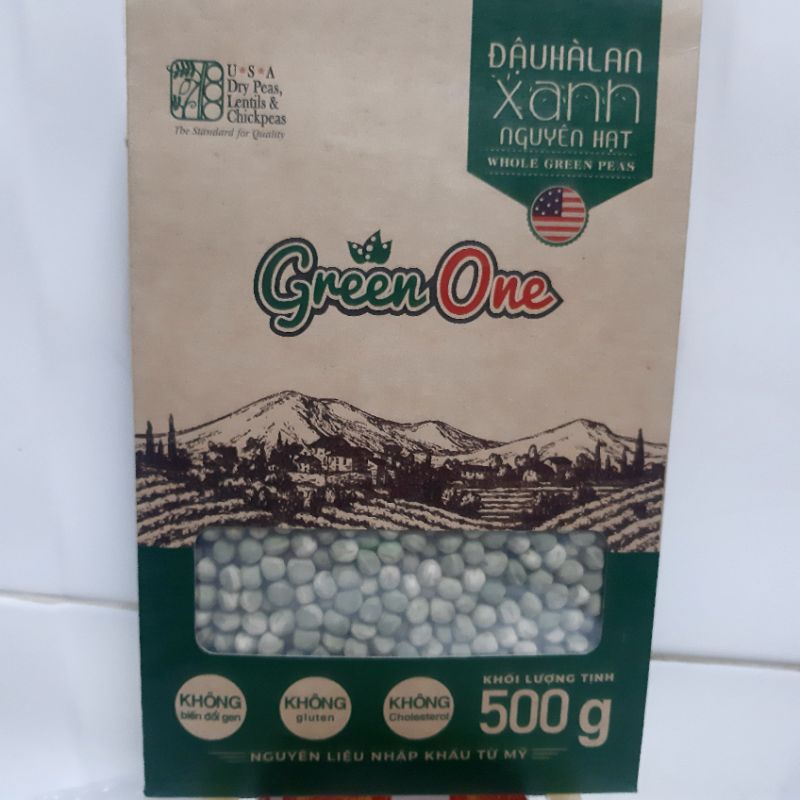 U★S★A
Dry Peas,
Lentils &
Chickpeas
The Standard for Quality
ĐẬU HÀ LAN
xanh
NGUYÊN HẠT
WHOLE GREEN PEAS
Green One
KHÔNG
biến đổi gen
KHÔNG
gluten
KHÔNG
Cholesterol
KHỐI LƯỢNG TỊNH
500 g
NGUYÊN LIỆU NHẬP KHẨU TỪ MỸ